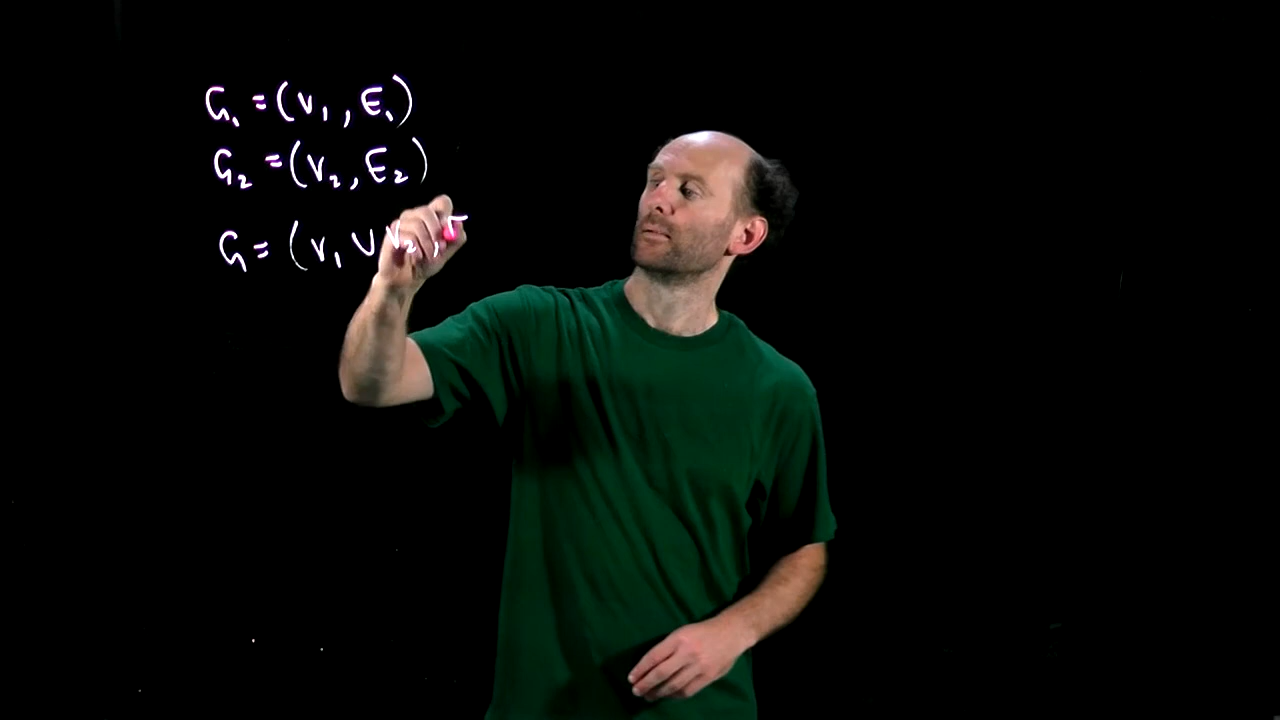 G₁ = (V₁, E₁)
G₂ = (V₂, E₂)
G = (V₁ ∪ V₂,